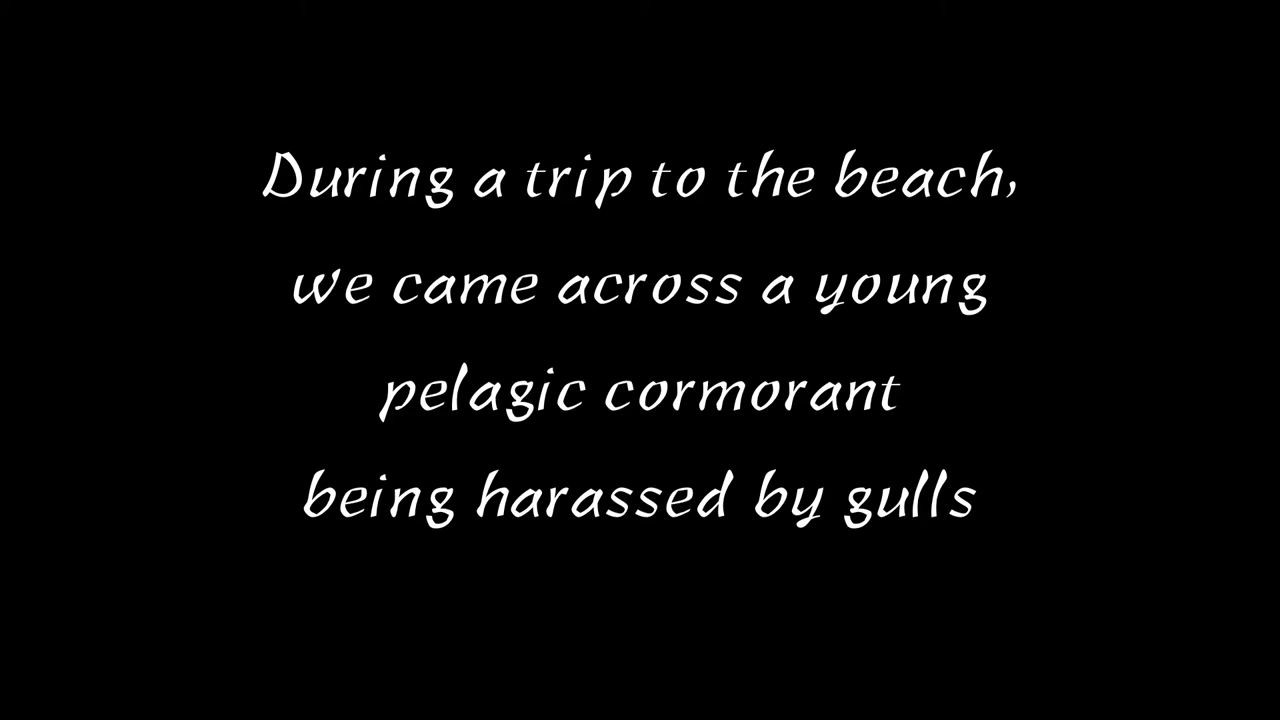 During a trip to the beach,
we came across a young
pelagic cormorant
being harassed by gulls